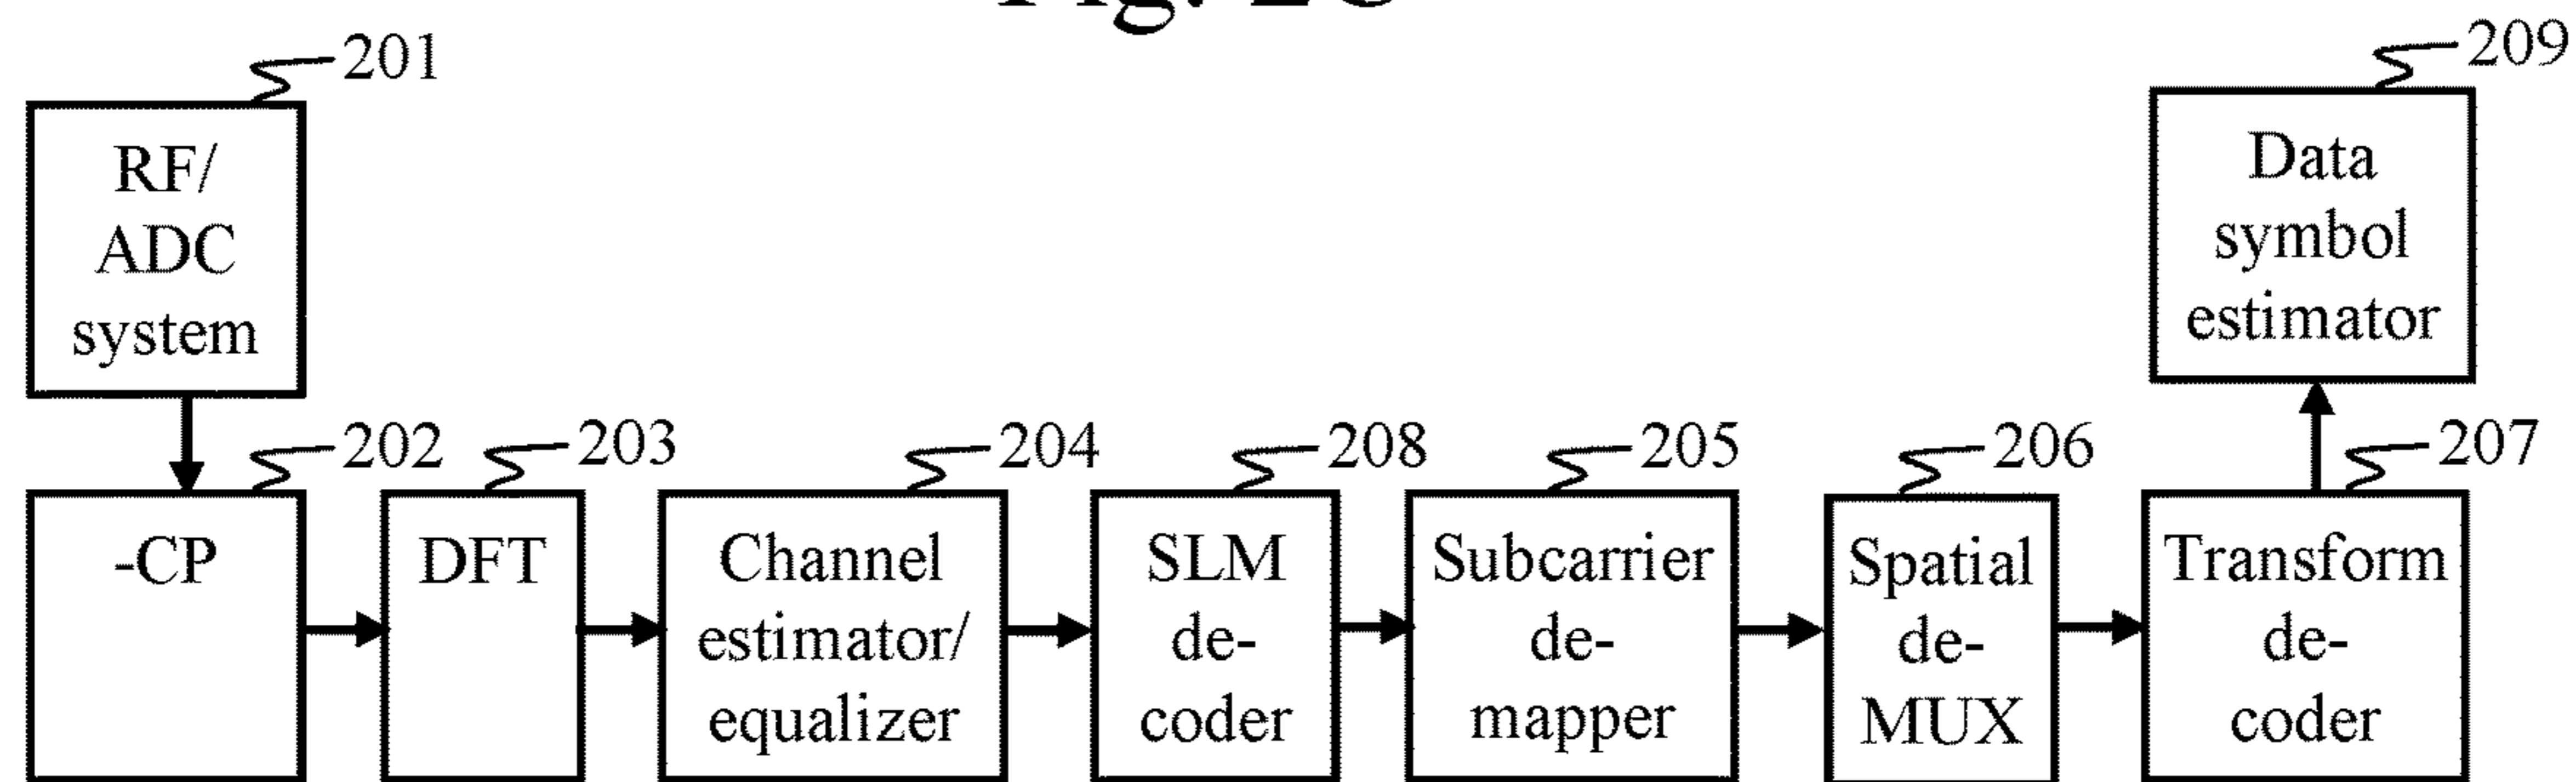 201
RF/
ADC
system
209
Data
symbol
estimator
202
-CP
203
DFT
204
Channel
estimator/
equalizer
208
SLM
de-
coder
205
Subcarrier
de-
mapper
206
Spatial
de-
MUX
207
Transform
de-
coder